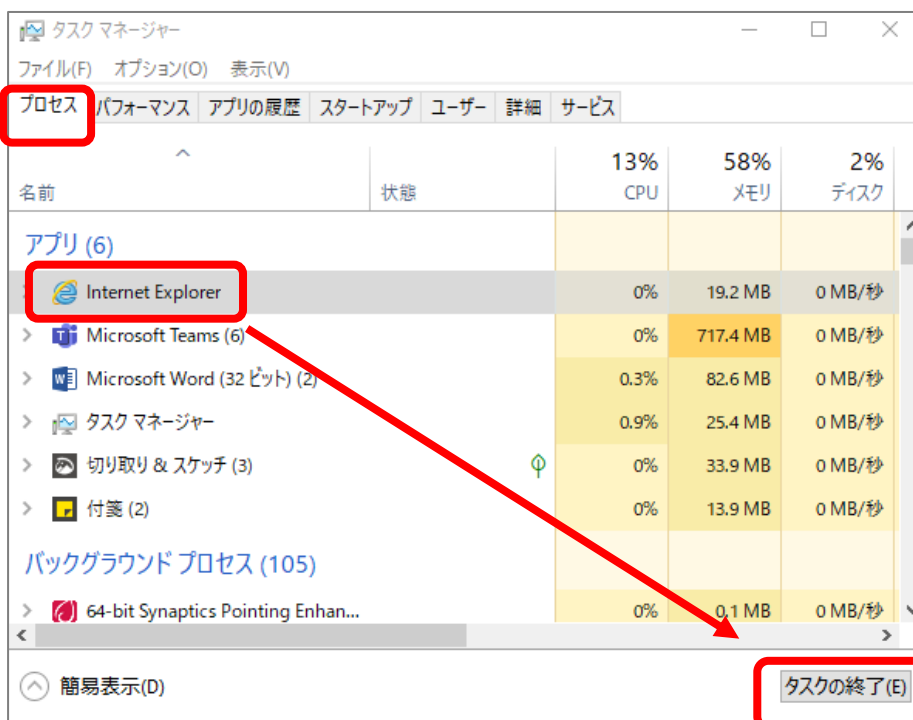 タスク マネージャー
ファイル(F) オプション(O) 表示(V)
プロセス パフォーマンス アプリの履歴 スタートアップ ユーザー 詳細 サービス
13% 58% 2%
名前 状態 CPU メモリ ディスク
アプリ (6)
Internet Explorer 0% 19.2 MB 0 MB/秒
Microsoft Teams (6) 0% 717.4 MB 0 MB/秒
Microsoft Word (32 ビット) (2) 0.3% 82.6 MB 0 MB/秒
タスク マネージャー 0.9% 25.4 MB 0 MB/秒
切り取り & スケッチ (3) 0% 33.9 MB 0 MB/秒
付箋 (2) 0% 13.9 MB 0 MB/秒
バックグラウンド プロセス (105)
64-bit Synaptics Pointing Enhan... 0% 0.1 MB 0 MB/秒
簡易表示(D) タスクの終了(E)